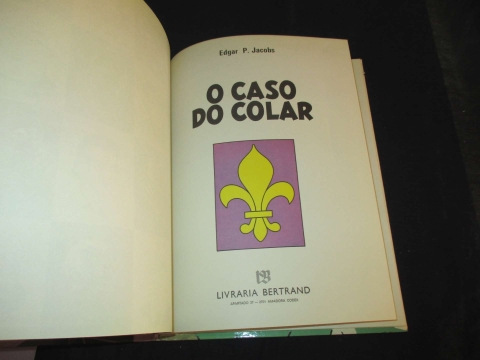 Edgar P. Jacobs
O CASO
DO COLAR
LIVRARIA BERTRAND